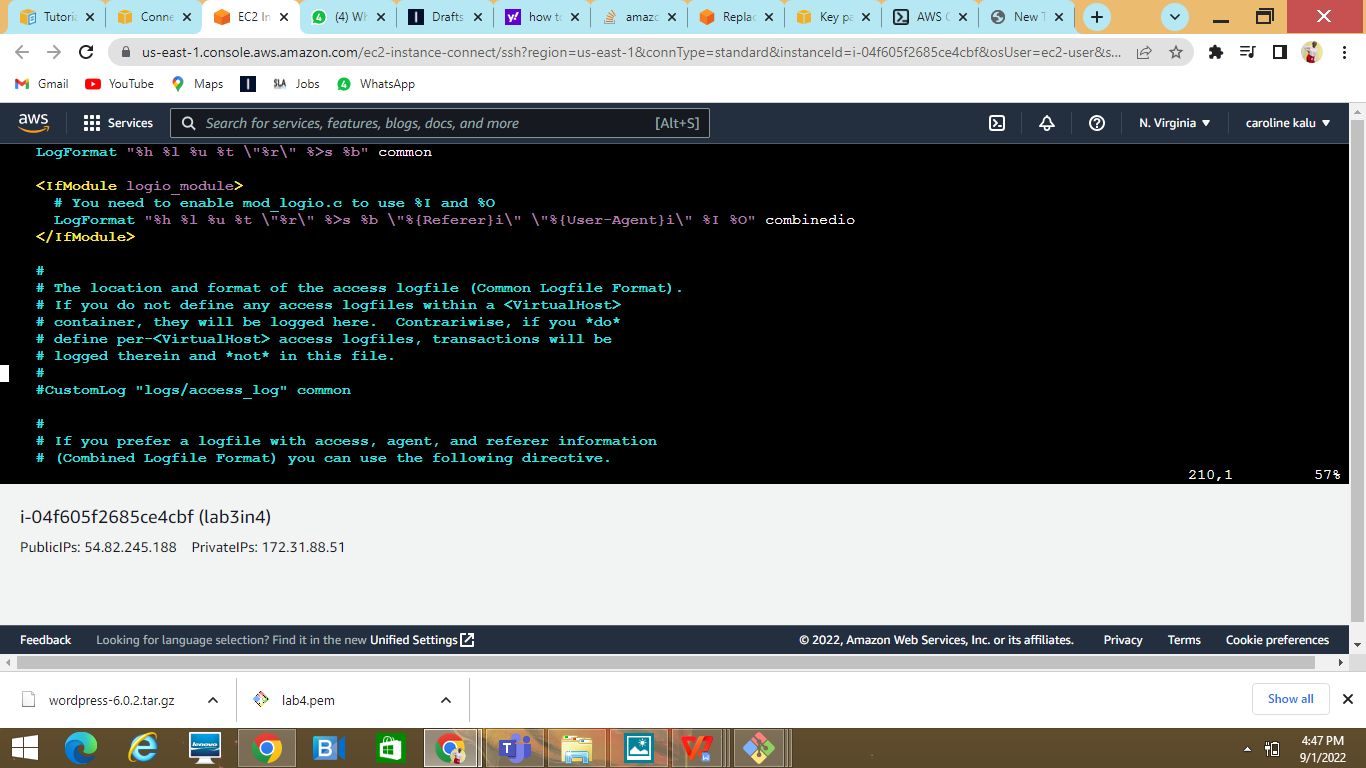 Tutoria
Conne
EC2 In
(4) Wh
Drafts
how to
amazo
Replac
Key pa
AWS C
New T
us-east-1.console.aws.amazon.com/ec2-instance-connect/ssh?region=us-east-1&connType=standard&instanceId=i-04f605f2685ce4cbf&osUser=ec2-user&s...
Gmail
YouTube
Maps
SLA Jobs
WhatsApp
aws
Services
Search for services, features, blogs, docs, and more [Alt+S]
N. Virginia
caroline kalu
LogFormat "%h %l %u %t \"%r\" %>s %b" common
<IfModule logio_module>
# You need to enable mod_logio.c to use %I and %O
LogFormat "%h %l %u %t \"%r\" %>s %b \"%{Referer}i\" \"%{User-Agent}i\" %I %O" combinedio
</IfModule>
#
# The location and format of the access logfile (Common Logfile Format).
# If you do not define any access logfiles within a <VirtualHost>
# container, they will be logged here.  Contrariwise, if you *do*
# define per-<VirtualHost> access logfiles, transactions will be
# logged therein and *not* in this file.
#
#CustomLog "logs/access_log" common
#
# If you prefer a logfile with access, agent, and referer information
# (Combined Logfile Format) you can use the following directive.
210,1 57%
i-04f605f2685ce4cbf (lab3in4)
PublicIPs: 54.82.245.188 PrivateIPs: 172.31.88.51
Feedback Looking for language selection? Find it in the new Unified Settings © 2022, Amazon Web Services, Inc. or its affiliates. Privacy Terms Cookie preferences
wordpress-6.0.2.tar.gz
lab4.pem
Show all
lenovo
4:47 PM
9/1/2022